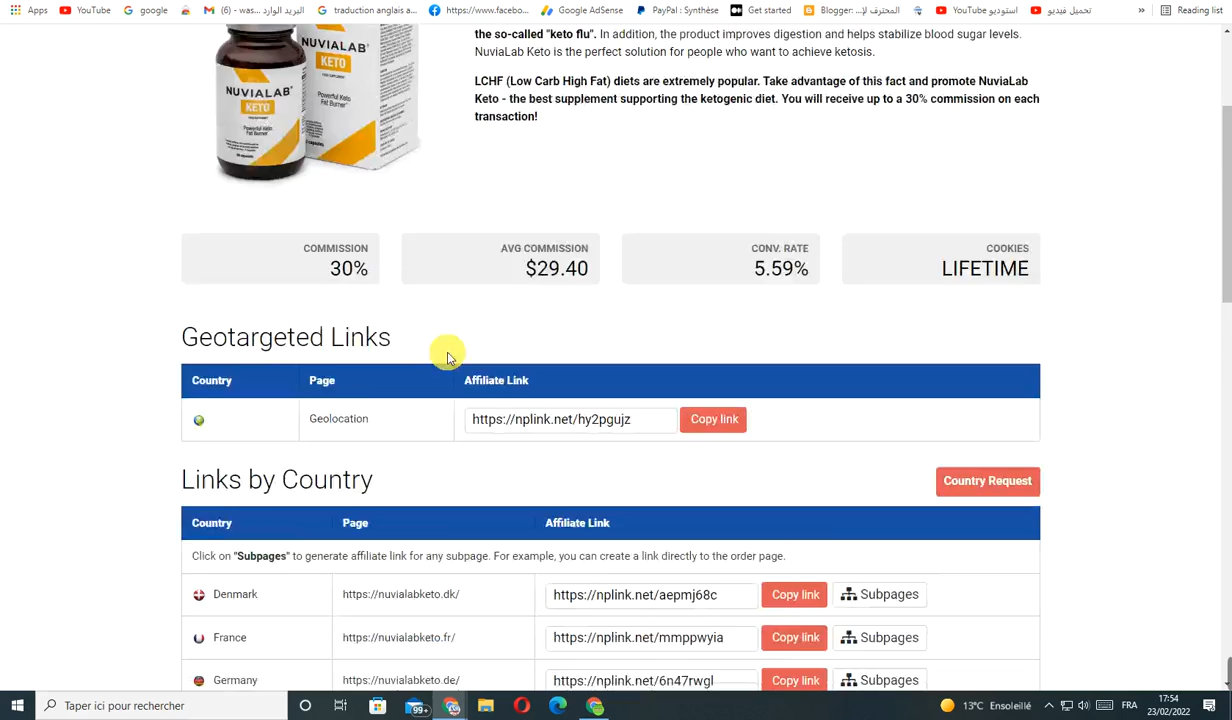 Apps YouTube google (6) - was... البريد الوارد traduction anglais a... https://www.facebo... Google AdSense PayPal : Synthèse Get started Blogger: المحترف لإ... YouTube استوديو تحميل فيديو » Reading list
the so-called "keto flu". In addition, the product improves digestion and helps stabilize blood sugar levels.
NuviaLab Keto is the perfect solution for people who want to achieve ketosis.
LCHF (Low Carb High Fat) diets are extremely popular. Take advantage of this fact and promote NuviaLab
Keto - the best supplement supporting the ketogenic diet. You will receive up to a 30% commission on each
transaction!
NUVIALAB
KETO
Powerful Keto
Fat Burner
NUVIALAB
KETO
Powerful Keto
Fat Burner
COMMISSION
30%
AVG COMMISSION
$29.40
CONV. RATE
5.59%
COOKIES
LIFETIME
Geotargeted Links
Country Page Affiliate Link
Geolocation https://nplink.net/hy2pgujz Copy link
Links by Country Country Request
Country Page Affiliate Link
Click on "Subpages" to generate affiliate link for any subpage. For example, you can create a link directly to the order page.
Denmark https://nuvialabketo.dk/ https://nplink.net/aepmj68c Copy link Subpages
France https://nuvialabketo.fr/ https://nplink.net/mmppwyia Copy link Subpages
Germany https://nuvialabketo.de/ https://nplink.net/6n47rwgl Copy link Subpages
Taper ici pour rechercher 99+ 13°C Ensoleillé FRA 17:54
23/02/2022